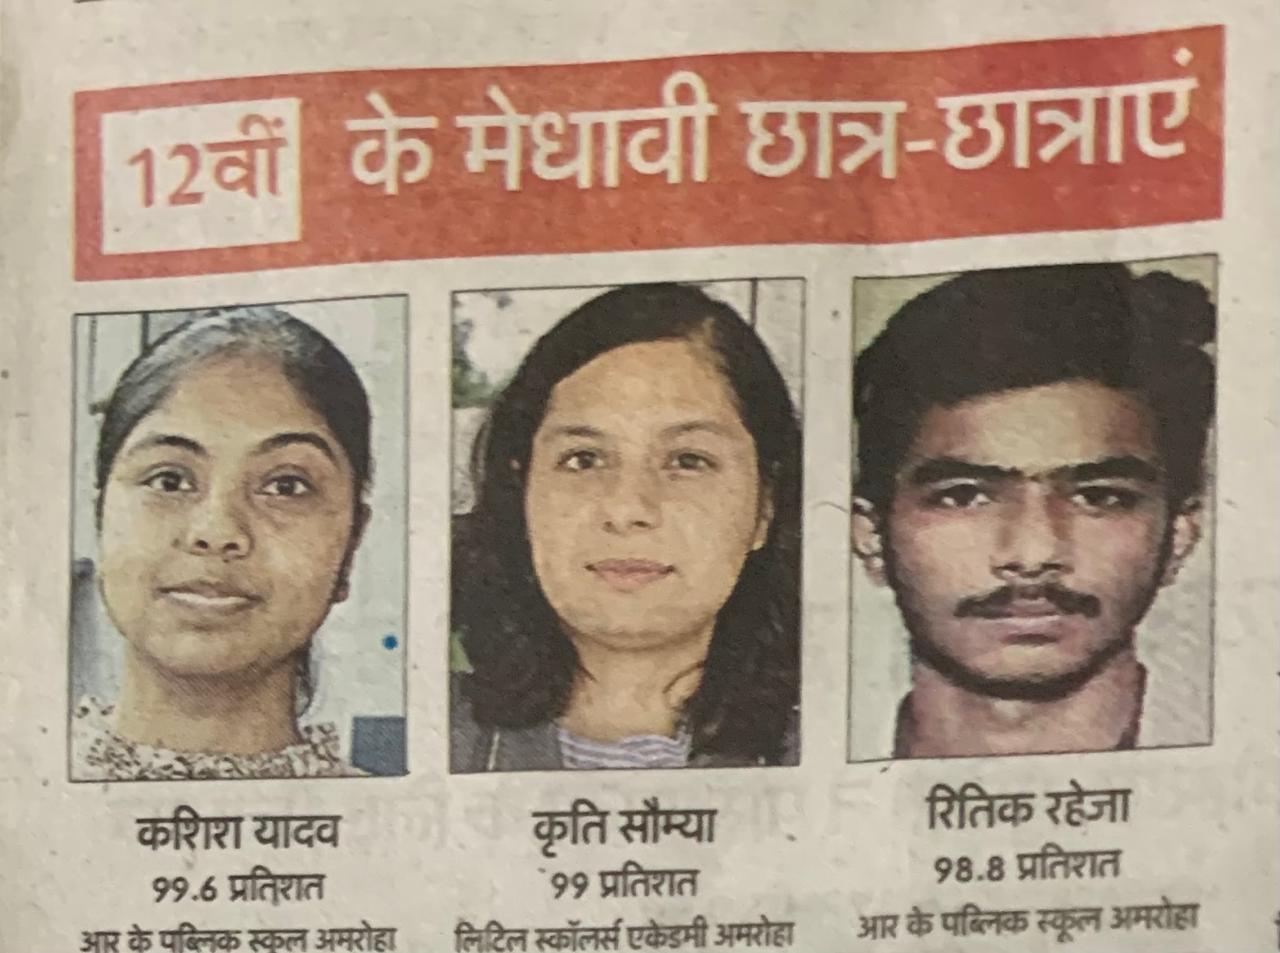 12वीं के मेधावी छात्र-छात्राएं
कशिश यादव
99.6 प्रतिशत
आर के पब्लिक स्कूल अमरोहा
कृति सौम्या
99 प्रतिशत
लिटिल स्कॉलर्स एकेडमी अमरोहा
रितिक रहेजा
98.8 प्रतिशत
आर के पब्लिक स्कूल अमरोहा